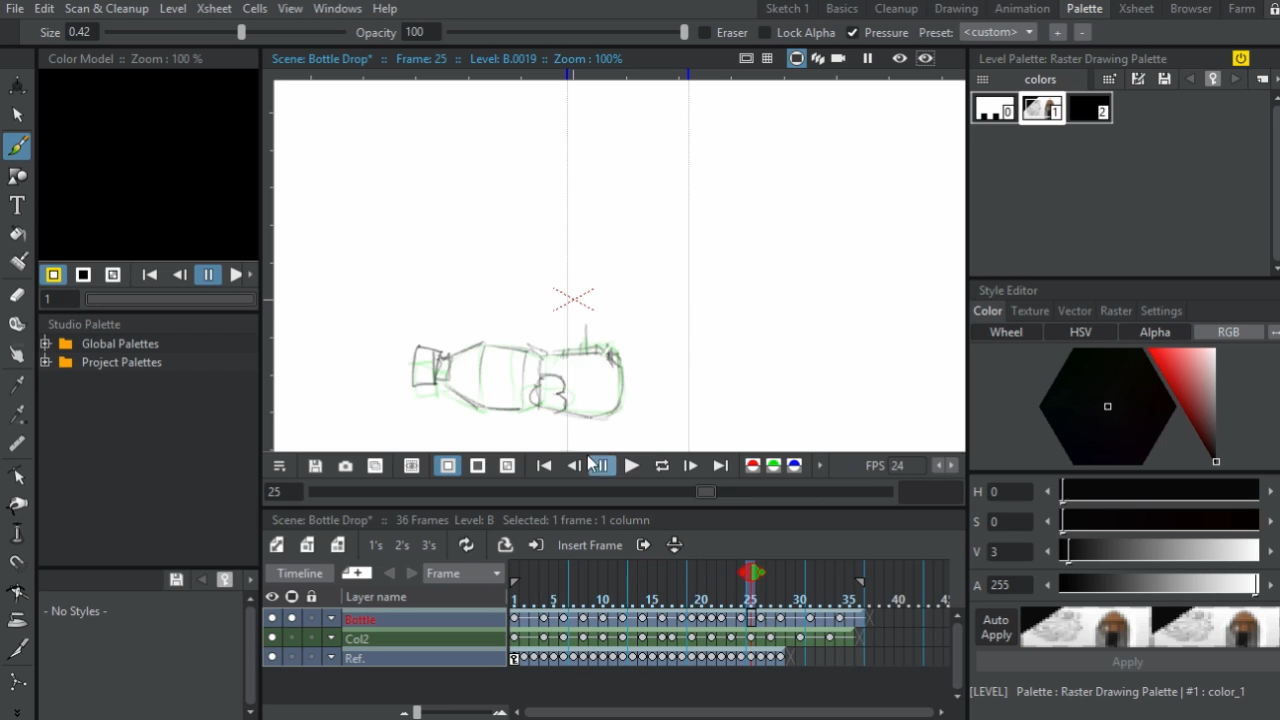 File Edit Scan & Cleanup Level Xsheet Cells View Windows Help Sketch 1 Basics Cleanup Drawing Animation Palette Xsheet Browser Farm
Size 0.42 Opacity 100 Eraser Lock Alpha Pressure Preset: <custom> + -
Color Model :: Zoom : 100 %
Scene: Bottle Drop* :: Frame: 25 :: Level: B.0019 :: Zoom : 100%
Level Palette: Raster Drawing Palette
colors
0 1 2
1
Studio Palette
Global Palettes
Project Palettes
- No Styles -
FPS 24
25
Scene: Bottle Drop* :: 36 Frames Level: B Selected: 1 frame : 1 column
1's 2's 3's Insert Frame
Timeline Frame
Layer name 1 5 10 15 20 25 30 35 40
Bottle
Col2
Ref.
Style Editor
Color Texture Vector Raster Settings
Wheel HSV Alpha RGB
H 0
S 0
V 3
A 255
Auto
Apply
Apply
[LEVEL] Palette : Raster Drawing Palette | #1 : color_1